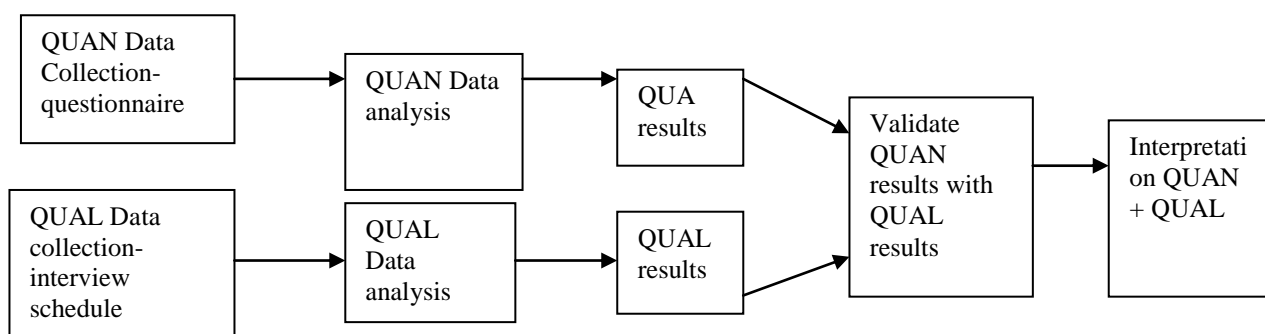 QUAN Data
Collection-
questionnaire
QUAN Data
analysis
QUA
results
Validate
QUAN
results with
QUAL
results
Interpretati
on QUAN
+ QUAL
QUAL Data
collection-
interview
schedule
QUAL
Data
analysis
QUAL
results